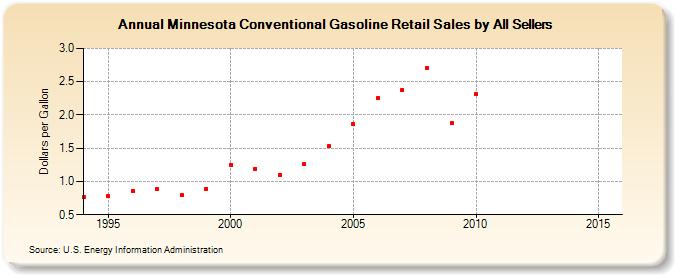 Annual Minnesota Conventional Gasoline Retail Sales by All Sellers
Dollars per Gallon
3.0
2.5
2.0
1.5
1.0
0.5
1995 2000 2005 2010 2015
Source: U.S. Energy Information Administration